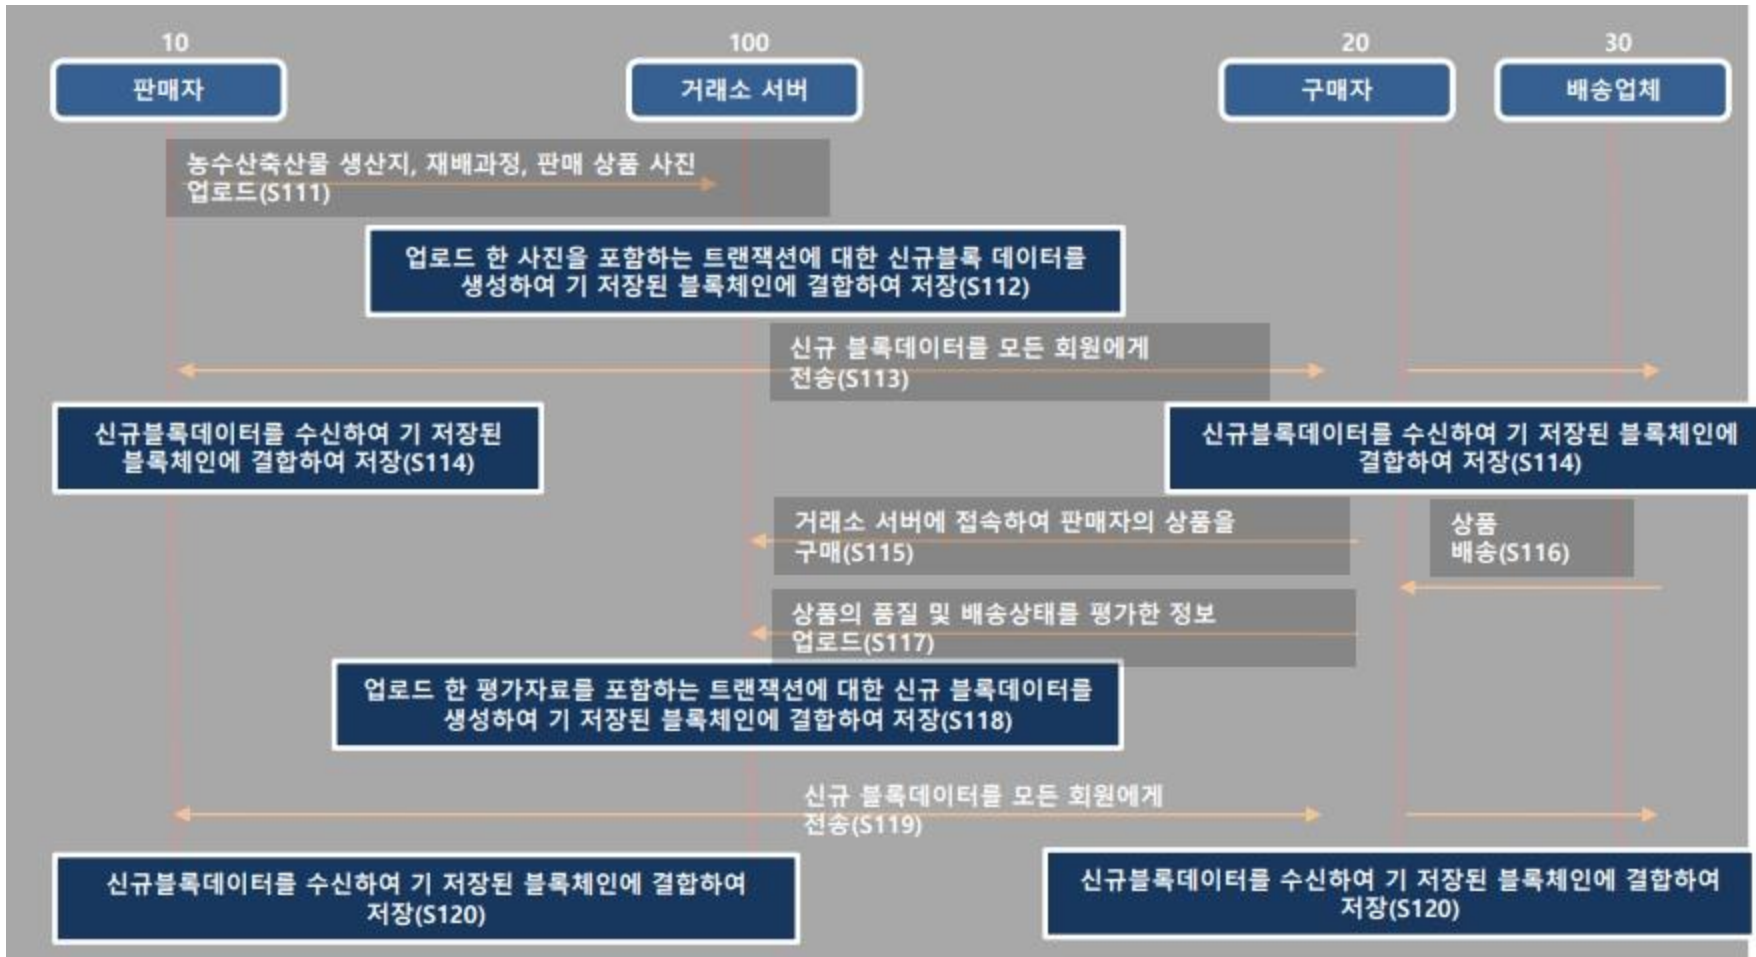 10
100
20
30
판매자
거래소 서버
구매자
배송업체
농수산축산물 생산지, 재배과정, 판매 상품 사진
업로드(S111)
업로드 한 사진을 포함하는 트랜잭션에 대한 신규블록 데이터를
생성하여 기 저장된 블록체인에 결합하여 저장(S112)
신규 블록데이터를 모든 회원에게
전송(S113)
신규블록데이터를 수신하여 기 저장된
블록체인에 결합하여 저장(S114)
신규블록데이터를 수신하여 기 저장된 블록체인에
결합하여 저장(S114)
거래소 서버에 접속하여 판매자의 상품을
구매(S115)
상품
배송(S116)
상품의 품질 및 배송상태를 평가한 정보
업로드(S117)
업로드 한 평가자료를 포함하는 트랜잭션에 대한 신규 블록데이터를
생성하여 기 저장된 블록체인에 결합하여 저장(S118)
신규 블록데이터를 모든 회원에게
전송(S119)
신규블록데이터를 수신하여 기 저장된 블록체인에 결합하여
저장(S120)
신규블록데이터를 수신하여 기 저장된 블록체인에 결합하여
저장(S120)